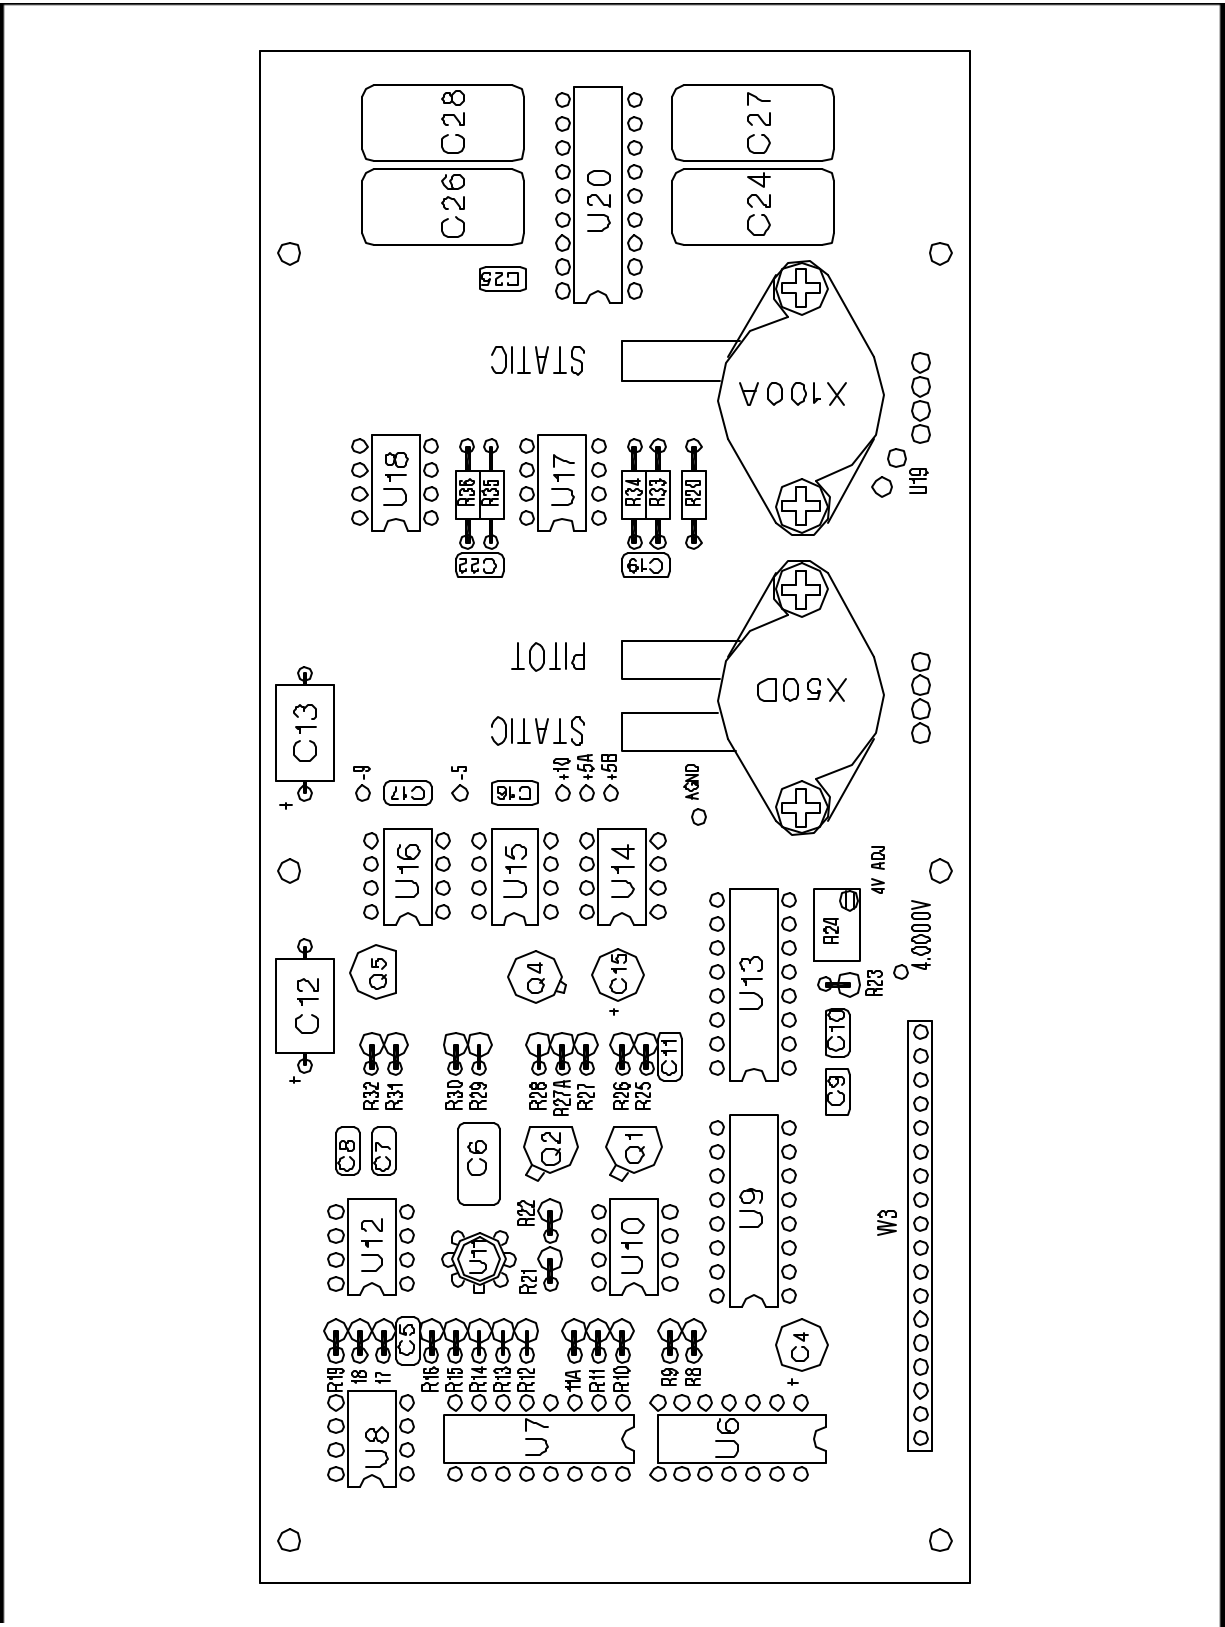 C28
C27
C26
U20
C24
C25
STATIC
X100A
U18
R36
R35
U17
R34
R33
R20
U19
C22
C19
PITOT
X50D
C13
STATIC
+
-9
C17
-5
C16
+10
+5A
+5B
AGND
U16
U15
U14
4V ADJ
R24
4.0000V
Q5
Q4
C15
+
U13
R23
C12
+
C10
C11
R32
R31
R30
R29
R28
R27A
R27
R26
R25
C9
C8
C7
C6
Q2
Q1
U12
U11
R22
R21
U10
U9
W3
R19
18
17
C5
R16
R15
R14
R13
R12
11A
R11
R10
R9
R8
C4
+
U8
U7
U6